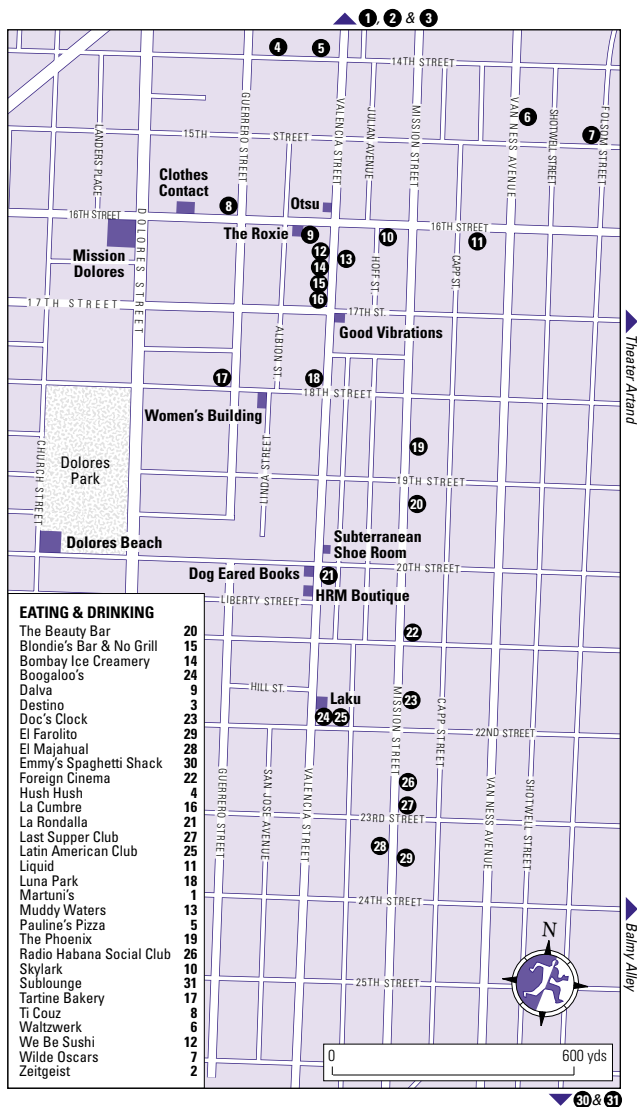 1, 2 & 3
4
5
14TH STREET
GUERRERO STREET
VALENCIA STREET
JULIAN AVENUE
MISSION STREET
VAN NESS AVENUE
SHOTWELL STREET
FOLSOM STREET
6
7
LANDERS PLACE
15TH STREET
Clothes
Contact
8
Otsu
16TH STREET
DOLORES STREET
The Roxie
9
10
16TH STREET
11
Mission
Dolores
12
13
14
15
16
HOFF ST.
CAPP ST.
17TH STREET
17TH ST.
Good Vibrations
Theater Artand
ALBION ST.
17
18
18TH STREET
Women's Building
CHURCH STREET
Dolores
Park
LINDA STREET
19
19TH STREET
20
Dolores Beach
Subterranean
Shoe Room
Dog Eared Books
21
20TH STREET
LIBERTY STREET
HRM Boutique
22
HILL ST.
Laku
24
25
23
MISSION STREET
CAPP STREET
22ND STREET
GUERRERO STREET
SAN JOSE AVENUE
VALENCIA STREET
VAN NESS AVENUE
SHOTWELL STREET
26
27
23RD STREET
28
29
24TH STREET
Balmy Alley
N
25TH STREET
0 600 yds
30 & 31
EATING & DRINKING
The Beauty Bar 20
Blondie's Bar & No Grill 15
Bombay Ice Creamery 14
Boogaloo's 24
Dalva 9
Destino 3
Doc's Clock 23
El Farolito 29
El Majahual 28
Emmy's Spaghetti Shack 30
Foreign Cinema 22
Hush Hush 4
La Cumbre 16
La Rondalla 21
Last Supper Club 27
Latin American Club 25
Liquid 11
Luna Park 18
Martuni's 1
Muddy Waters 13
Pauline's Pizza 5
The Phoenix 19
Radio Habana Social Club 26
Skylark 10
Sublounge 31
Tartine Bakery 17
Ti Couz 8
Waltzwerk 6
We Be Sushi 12
Wilde Oscars 7
Zeitgeist 2